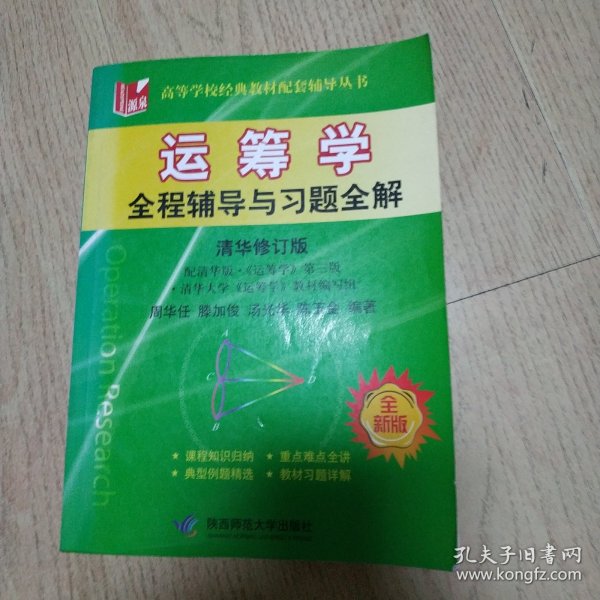 源泉
高等学校经典教材配套辅导丛书
运筹学
全程辅导与习题全解
清华修订版
配清华版·《运筹学》第三版
·清华大学《运筹学》教材编写组
周华任 滕加俊 汤光华 陈玉金 编著
Operation Research
A
C
D
B
全新版
★ 课程知识归纳 ★ 重点难点全讲
★ 典型例题精选 ★ 教材习题详解
陕西师范大学出版社
孔夫子旧书网
www.kongfz.com